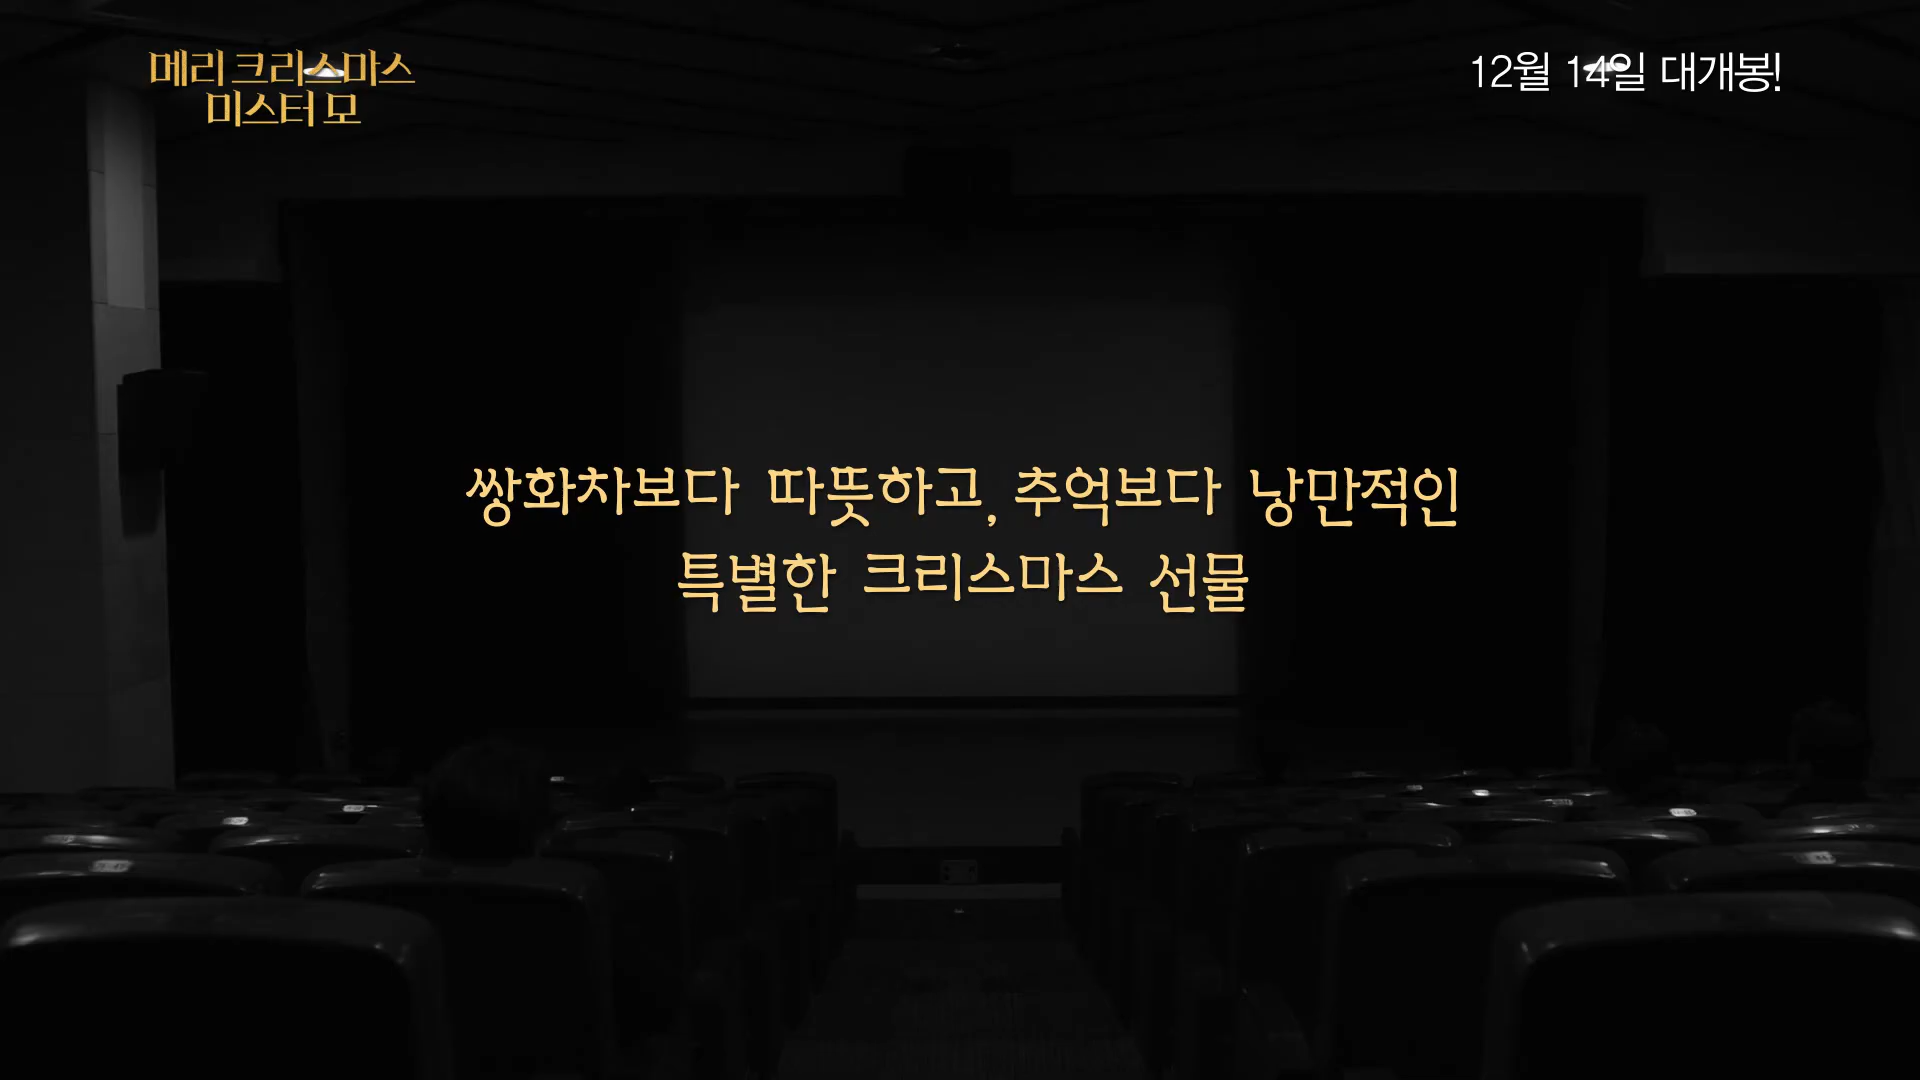 메리 크리스마스
미스터 모
12월 14일 대개봉!
쌍화차보다 따뜻하고, 추억보다 낭만적인
특별한 크리스마스 선물